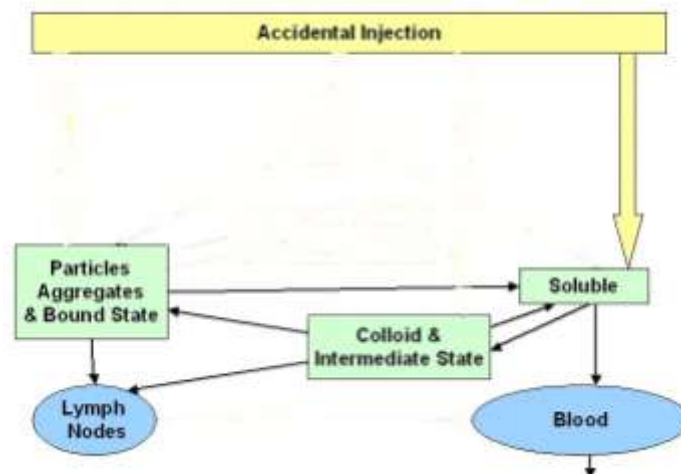 Accidental Injection
Particles
Aggregates
& Bound State
Soluble
Colloid &
Intermediate State
Lymph
Nodes
Blood